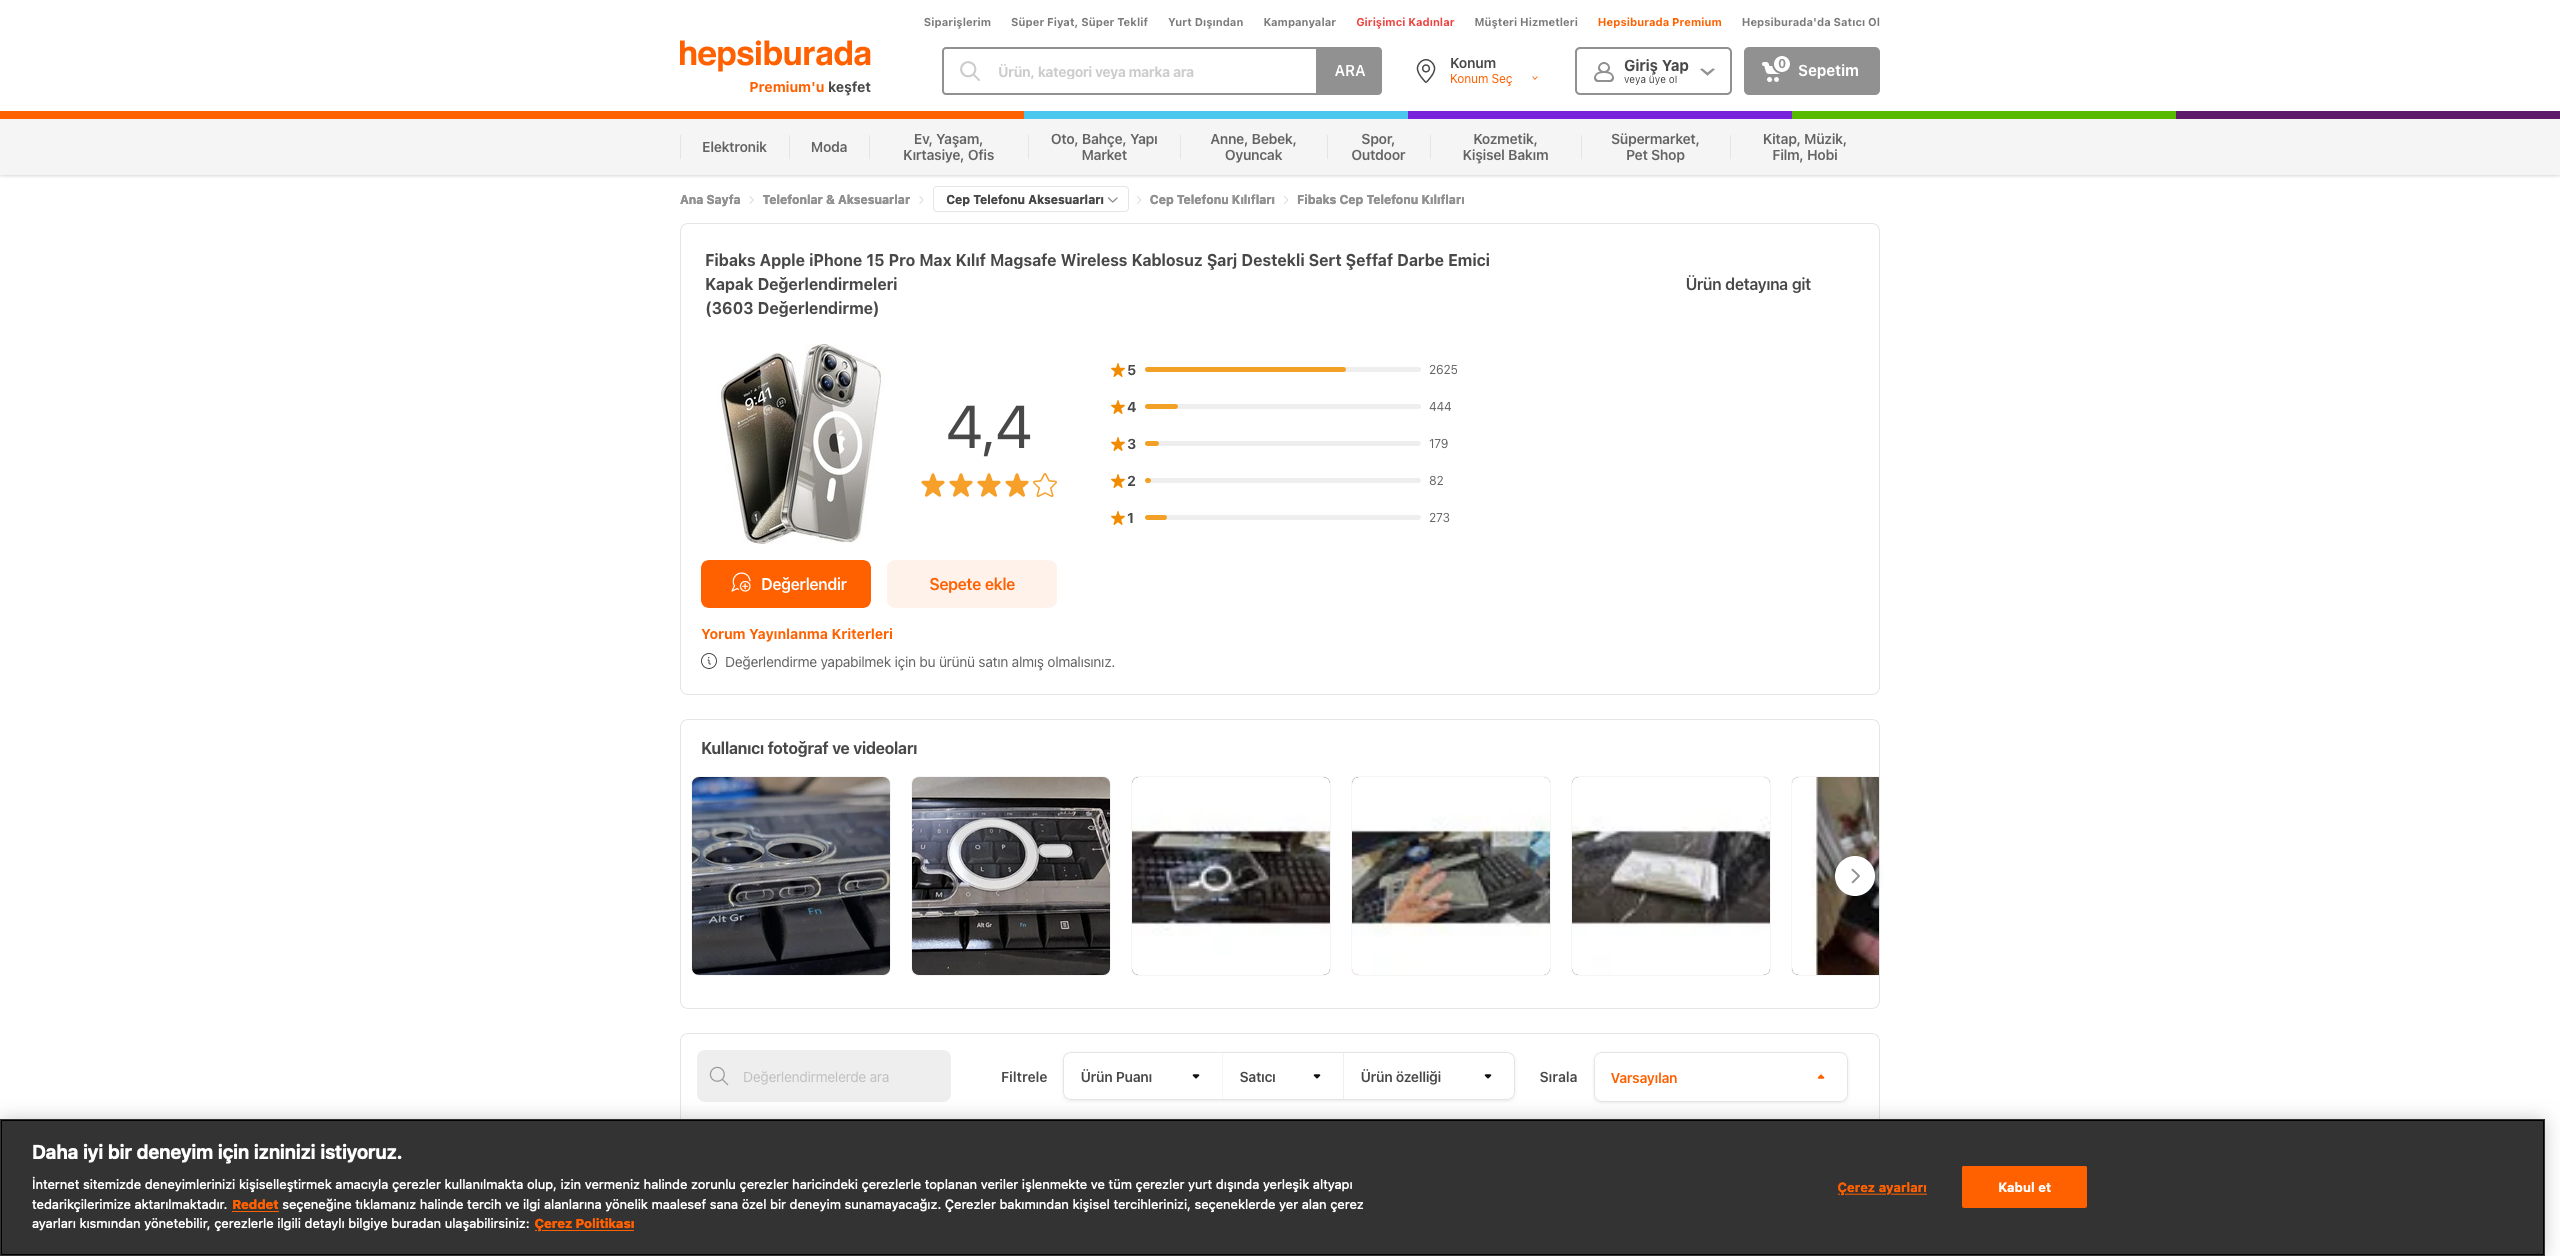 Siparişlerim Süper Fiyat, Süper Teklif Yurt Dışından Kampanyalar Girişimci Kadınlar Müşteri Hizmetleri Hepsiburada Premium Hepsiburada'da Satıcı Ol
hepsiburada
Premium'u keşfet
Ürün, kategori veya marka ara
ARA
Konum
Konum Seç
Giriş Yap
veya üye ol
0
Sepetim
Elektronik
Moda
Ev, Yaşam,
Kırtasiye, Ofis
Oto, Bahçe, Yapı
Market
Anne, Bebek,
Oyuncak
Spor,
Outdoor
Kozmetik,
Kişisel Bakım
Süpermarket,
Pet Shop
Kitap, Müzik,
Film, Hobi
Ana Sayfa Telefonlar & Aksesuarlar Cep Telefonu Aksesuarları Cep Telefonu Kılıfları Fibaks Cep Telefonu Kılıfları
Fibaks Apple iPhone 15 Pro Max Kılıf Magsafe Wireless Kablosuz Şarj Destekli Sert Şeffaf Darbe Emici
Kapak Değerlendirmeleri
(3603 Değerlendirme)
Ürün detayına git
9:41
4,4
5 2625
4 444
3 179
2 82
1 273
Değerlendir
Sepete ekle
Yorum Yayınlanma Kriterleri
Değerlendirme yapabilmek için bu ürünü satın almış olmalısınız.
Kullanıcı fotoğraf ve videoları
Alt Gr Fn
U O P
L Ş
M Ö Ç
Alt Gr Fn
Değerlendirmelerde ara
Filtrele
Ürün Puanı
Satıcı
Ürün özelliği
Sırala
Varsayılan
Daha iyi bir deneyim için izninizi istiyoruz.
İnternet sitemizde deneyimlerinizi kişiselleştirmek amacıyla çerezler kullanılmakta olup, izin vermeniz halinde zorunlu çerezler haricindeki çerezlerle toplanan veriler işlenmekte ve tüm çerezler yurt dışında yerleşik altyapı
tedarikçilerimize aktarılmaktadır. Reddet seçeneğine tıklamanız halinde tercih ve ilgi alanlarına yönelik maalesef sana özel bir deneyim sunamayacağız. Çerezler bakımından kişisel tercihlerinizi, seçeneklerde yer alan çerez
ayarları kısmından yönetebilir, çerezlerle ilgili detaylı bilgiye buradan ulaşabilirsiniz: Çerez Politikası
Çerez ayarları
Kabul et